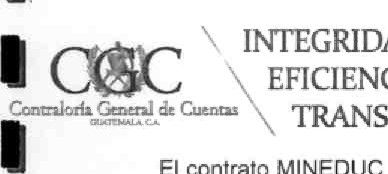 CGC
Contraloría General de Cuentas
GUATEMALA, C.A.
INTEGRIDA
EFICIENC
TRANS
El contrato MINEDUC